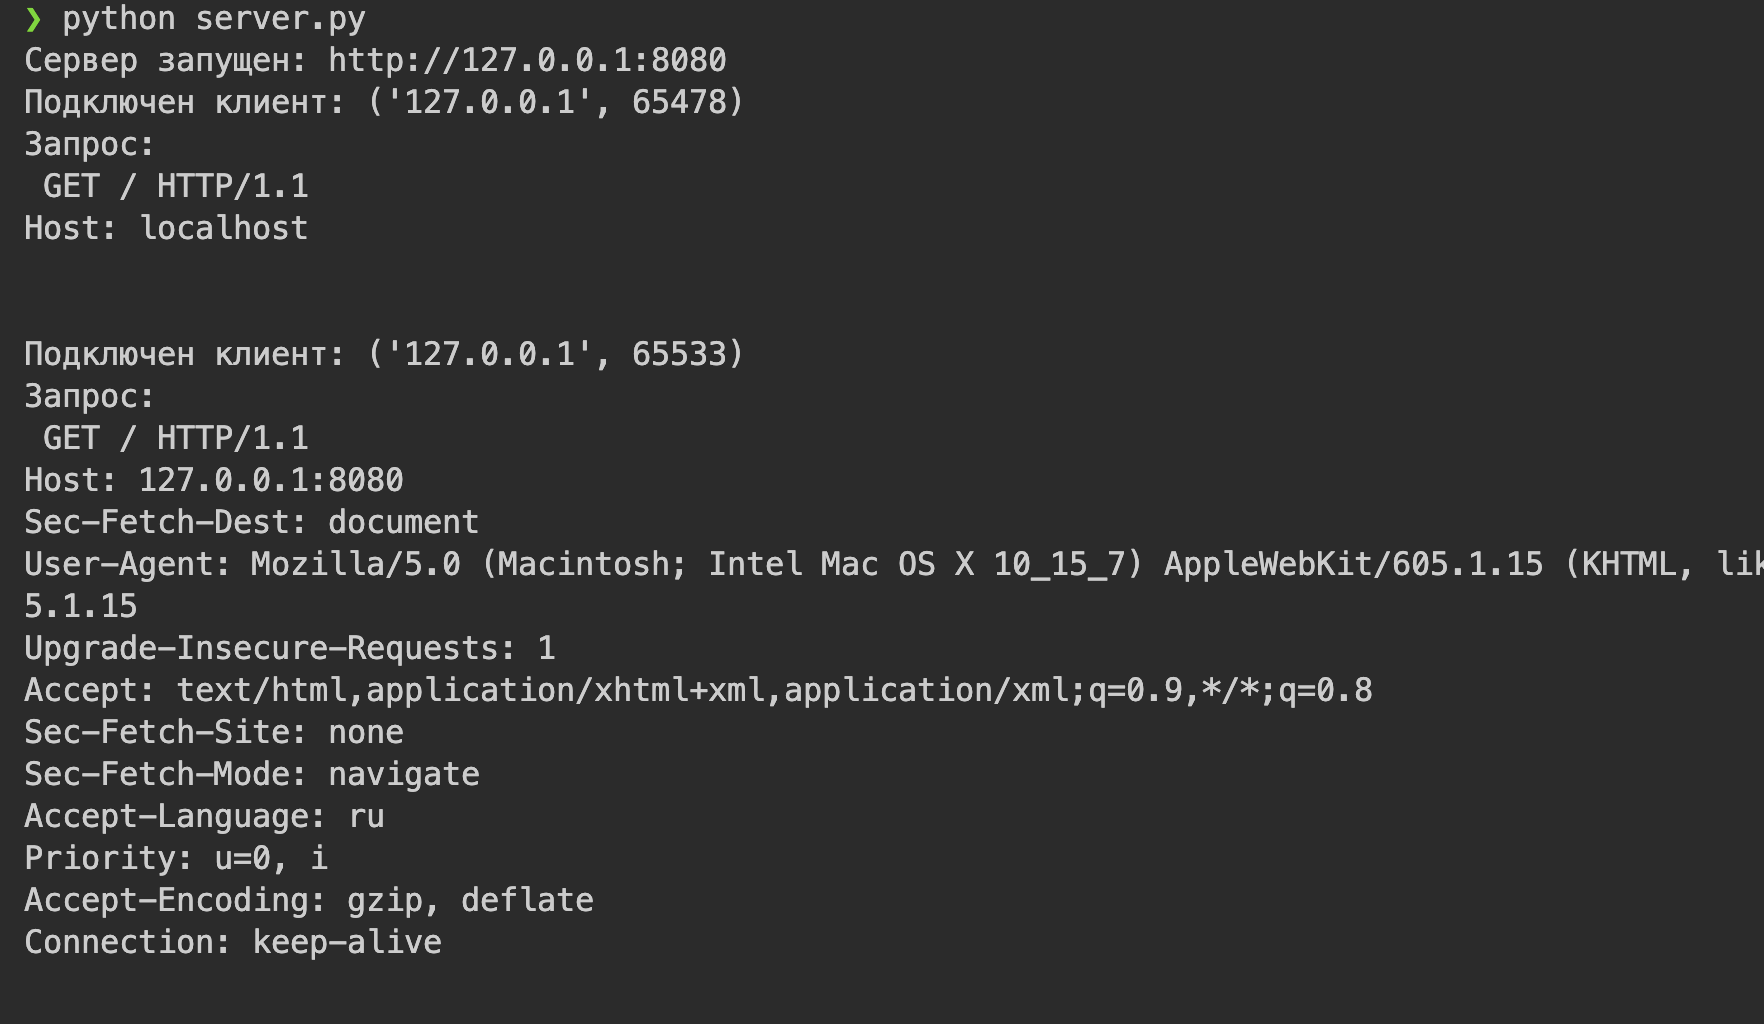 ❯ python server.py
Сервер запущен: http://127.0.0.1:8080
Подключен клиент: ('127.0.0.1', 65478)
Запрос:
GET / HTTP/1.1
Host: localhost
Подключен клиент: ('127.0.0.1', 65533)
Запрос:
GET / HTTP/1.1
Host: 127.0.0.1:8080
Sec-Fetch-Dest: document
User-Agent: Mozilla/5.0 (Macintosh; Intel Mac OS X 10_15_7) AppleWebKit/605.1.15 (KHTML,
5.1.15
Upgrade-Insecure-Requests: 1
Accept: text/html,application/xhtml+xml,application/xml;q=0.9,*/*;q=0.8
Sec-Fetch-Site: none
Sec-Fetch-Mode: navigate
Accept-Language: ru
Priority: u=0, i
Accept-Encoding: gzip, deflate
Connection: keep-alive